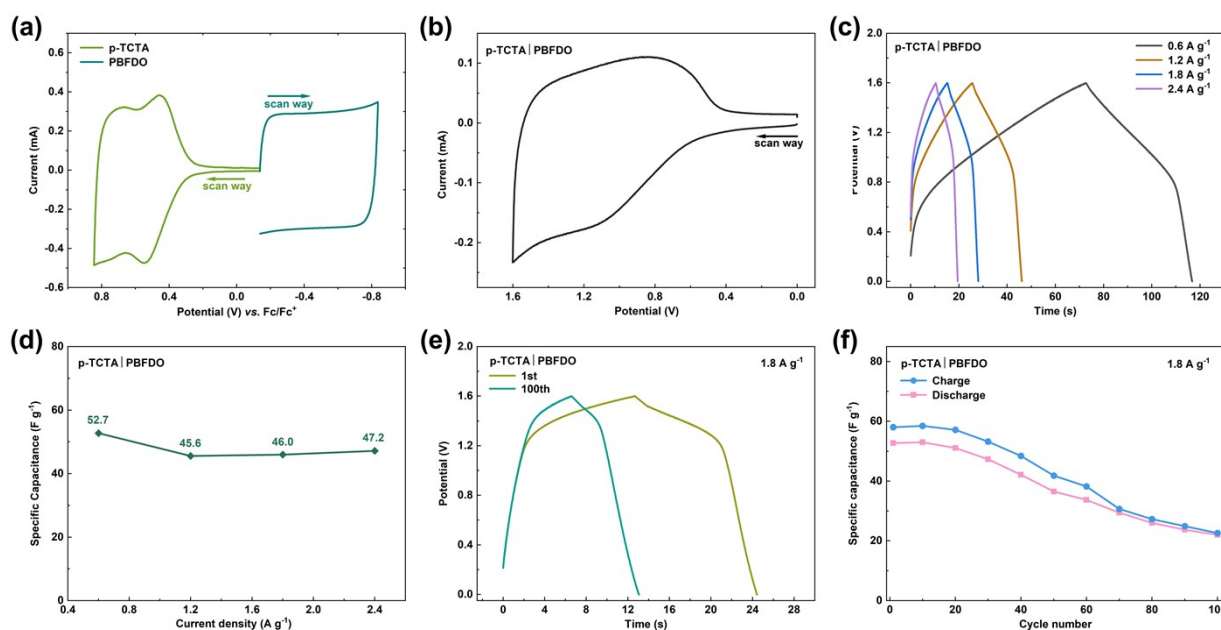 (a)
p-TCTA
PBFDO
scan way
scan way
Current (mA)
0.6
0.4
0.2
0.0
-0.2
-0.4
-0.6
0.8 0.4 0.0 -0.4 -0.8
Potential (V) vs. Fc/Fc⁺
(b)
p-TCTA | PBFDO
scan way
Current (mA)
0.1
0.0
-0.1
-0.2
1.6 1.2 0.8 0.4 0.0
Potential (V)
(c)
p-TCTA | PBFDO
0.6 A g⁻¹
1.2 A g⁻¹
1.8 A g⁻¹
2.4 A g⁻¹
Potential (V)
2.0
1.6
1.2
0.8
0.4
0.0
0 20 40 60 80 100 120
Time (s)
(d)
p-TCTA | PBFDO
52.7
45.6
46.0
47.2
Specific Capacitance (F g⁻¹)
80
60
40
20
0
0.4 0.8 1.2 1.6 2.0 2.4
Current density (A g⁻¹)
(e)
p-TCTA | PBFDO
1.8 A g⁻¹
1st
100th
Potential (V)
2.0
1.6
1.2
0.8
0.4
0.0
0 4 8 12 16 20 24 28
Time (s)
(f)
p-TCTA | PBFDO
1.8 A g⁻¹
Charge
Discharge
Specific capacitance (F g⁻¹)
80
60
40
20
0
0 20 40 60 80 100
Cycle number